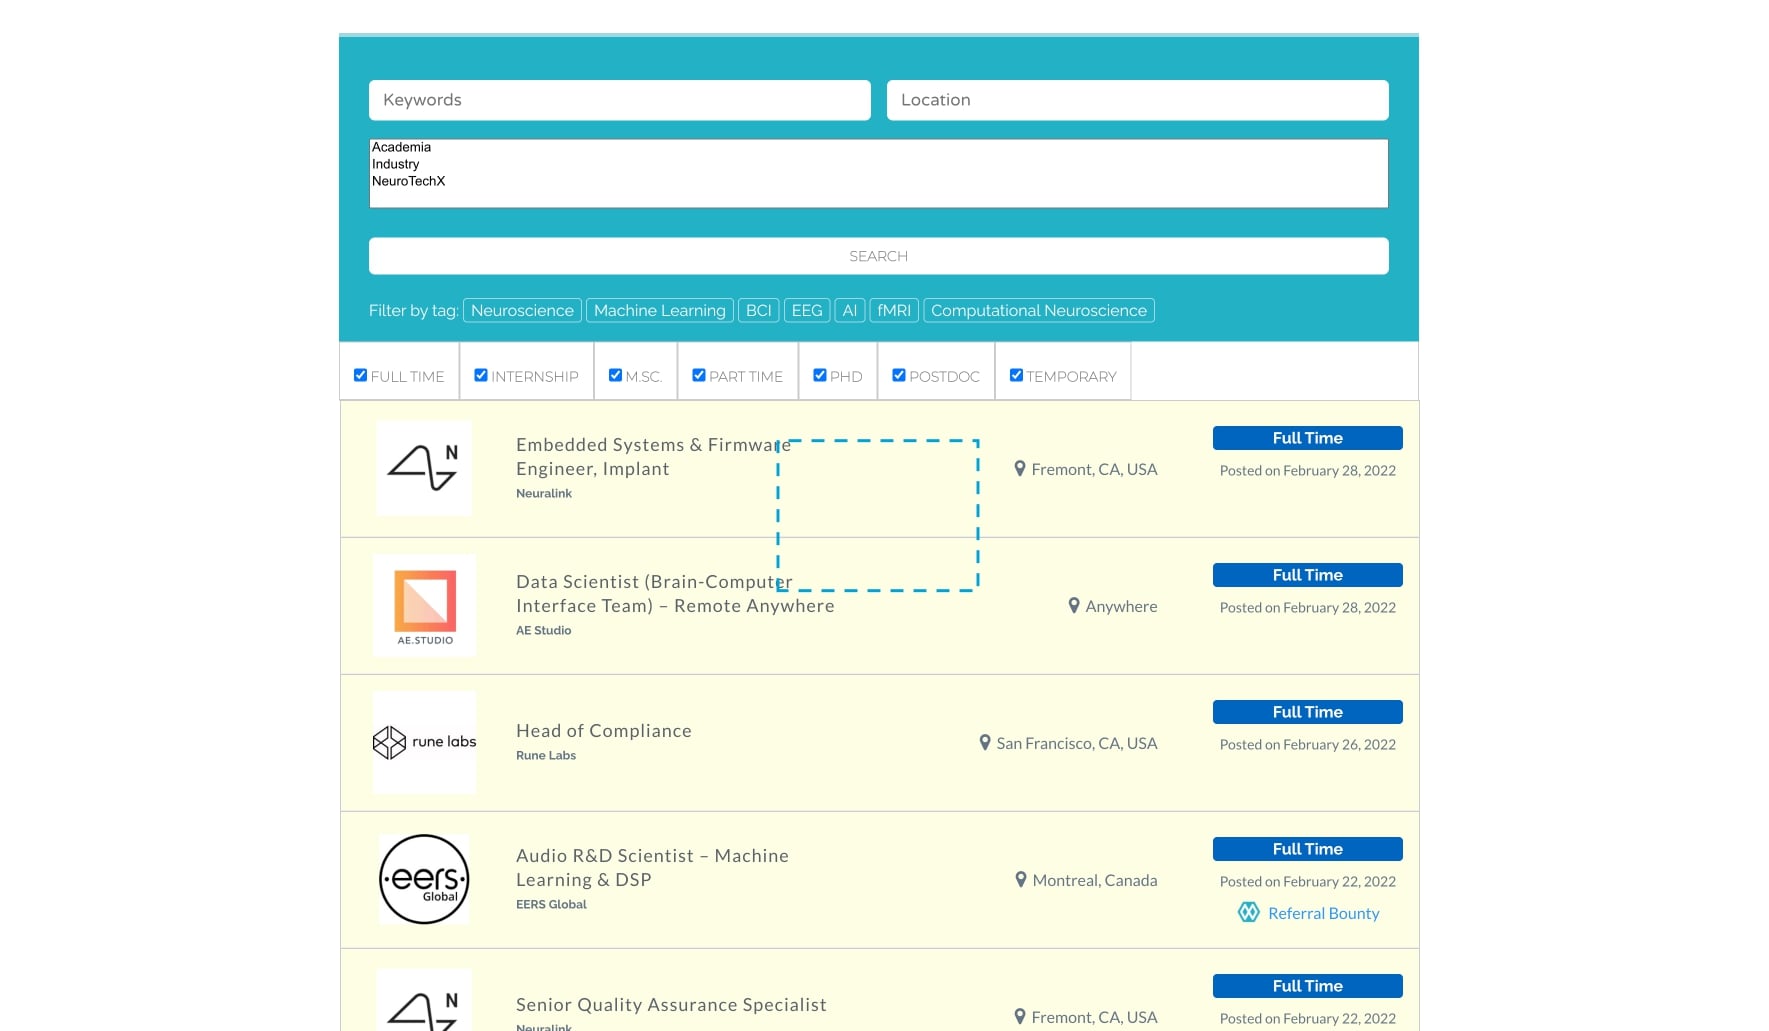 Keywords
Location
Academia
Industry
NeuroTechX
SEARCH
Filter by tag: Neuroscience Machine Learning BCI EEG AI fMRI Computational Neuroscience
FULL TIME INTERNSHIP M.SC. PART TIME PHD POSTDOC TEMPORARY
N
Embedded Systems & Firmware
Engineer, Implant
Neuralink
Fremont, CA, USA
Full Time
Posted on February 28, 2022
AE.STUDIO
Data Scientist (Brain-Computer
Interface Team) – Remote Anywhere
AE Studio
Anywhere
Full Time
Posted on February 28, 2022
rune labs
Head of Compliance
Rune Labs
San Francisco, CA, USA
Full Time
Posted on February 26, 2022
eers
Global
Audio R&D Scientist – Machine
Learning & DSP
EERS Global
Montreal, Canada
Full Time
Posted on February 22, 2022
Referral Bounty
N
Senior Quality Assurance Specialist
Neuralink
Fremont, CA, USA
Full Time
Posted on February 22, 2022